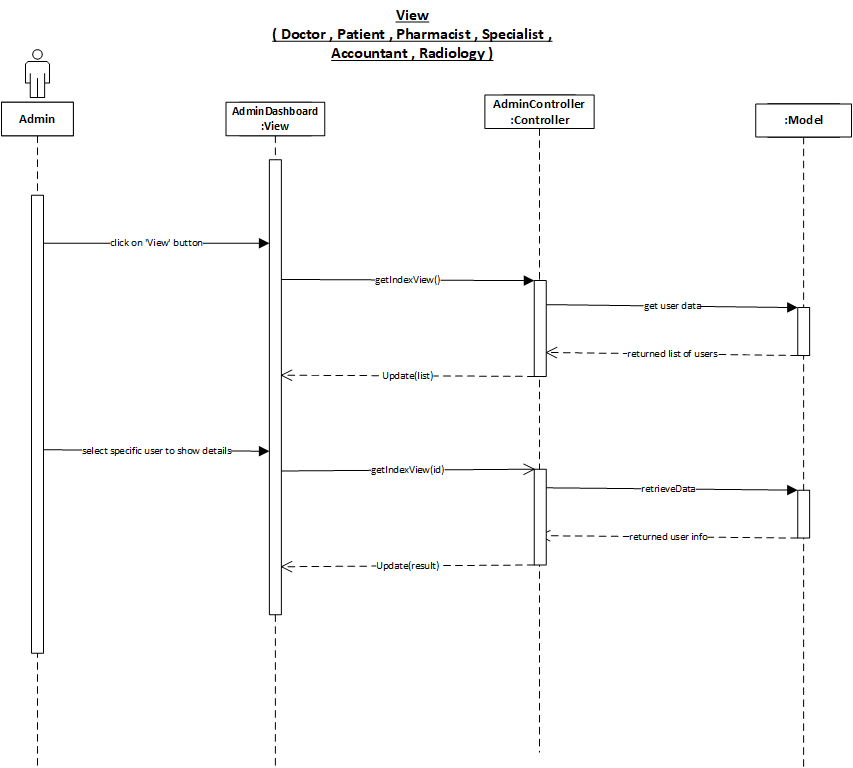 View
( Doctor , Patient , Pharmacist , Specialist ,
Accountant , Radiology )
Admin
AdminDashboard
:View
AdminController
:Controller
:Model
click on 'View' button
getIndexView()
get user data
returned list of users
Update(list)
select specific user to show details
getIndexView(id)
retrieveData
returned user info
Update(result)